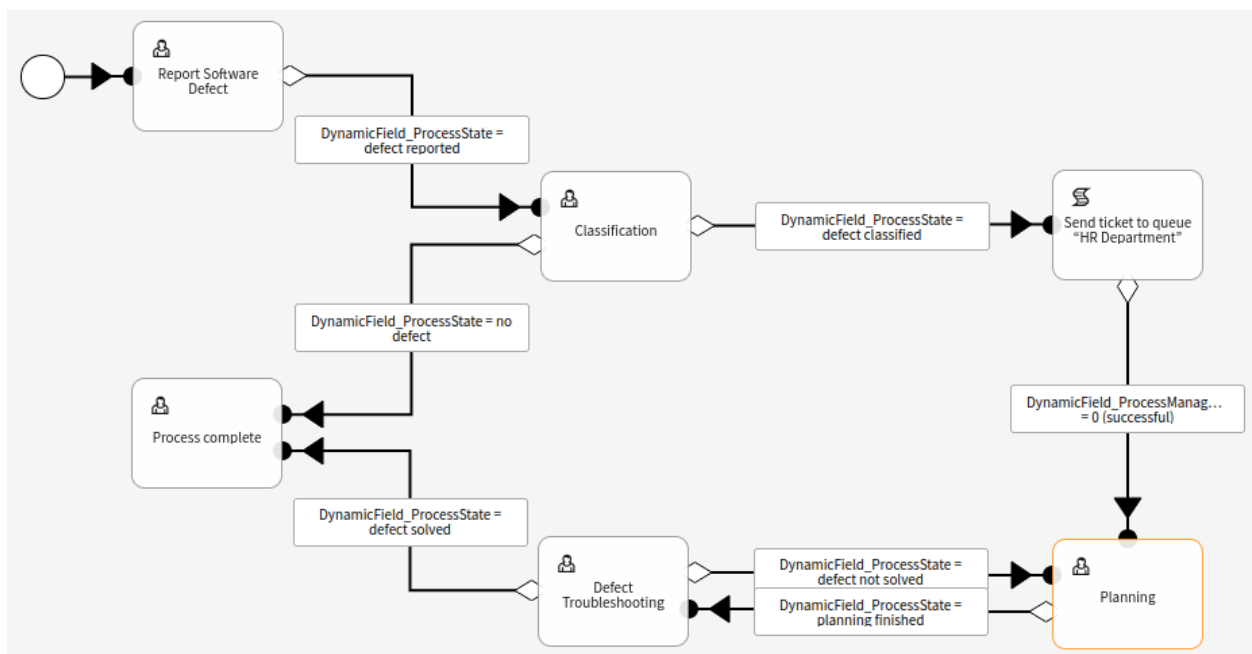 Report Software
Defect
DynamicField_ProcessState =
defect reported
Classification
DynamicField_ProcessState =
defect classified
Send ticket to queue
“HR Department”
DynamicField_ProcessState = no
defect
DynamicField_ProcessManag...
= 0 (successful)
Process complete
DynamicField_ProcessState =
defect solved
Defect
Troubleshooting
DynamicField_ProcessState =
defect not solved
DynamicField_ProcessState =
planning finished
Planning